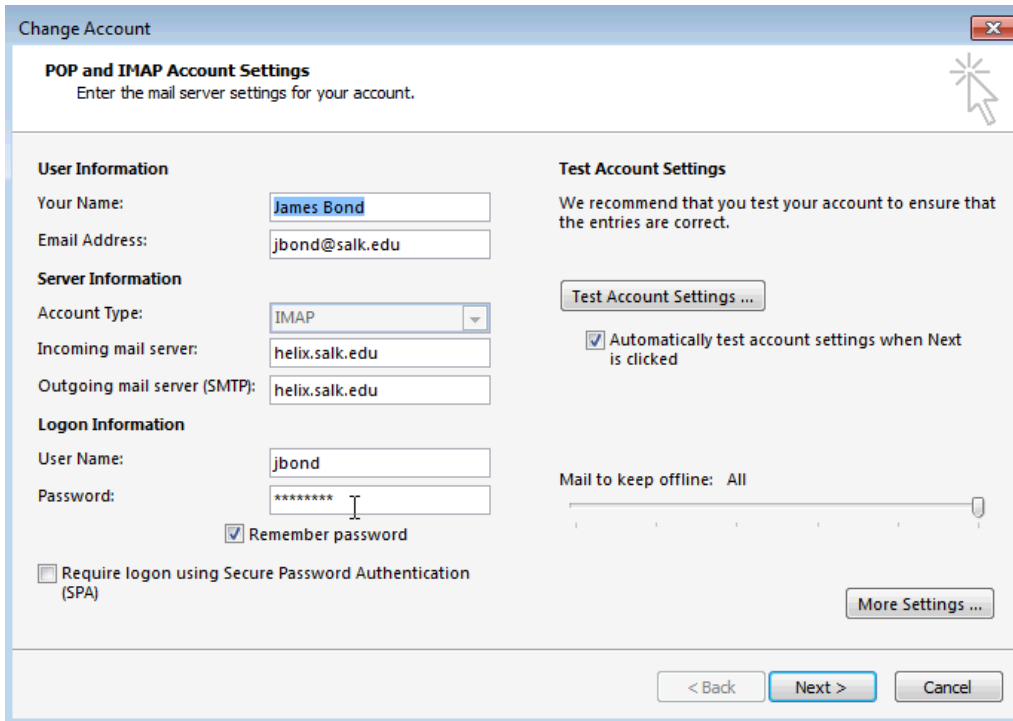 Change Account
POP and IMAP Account Settings
Enter the mail server settings for your account.
User Information
Your Name:
James Bond
Email Address:
jbond@salk.edu
Server Information
Account Type:
IMAP
Incoming mail server:
helix.salk.edu
Outgoing mail server (SMTP):
helix.salk.edu
Logon Information
User Name:
jbond
Password:
********
Remember password
Require logon using Secure Password Authentication
(SPA)
Test Account Settings
We recommend that you test your account to ensure that
the entries are correct.
Test Account Settings ...
Automatically test account settings when Next
is clicked
Mail to keep offline: All
More Settings ...
< Back
Next >
Cancel